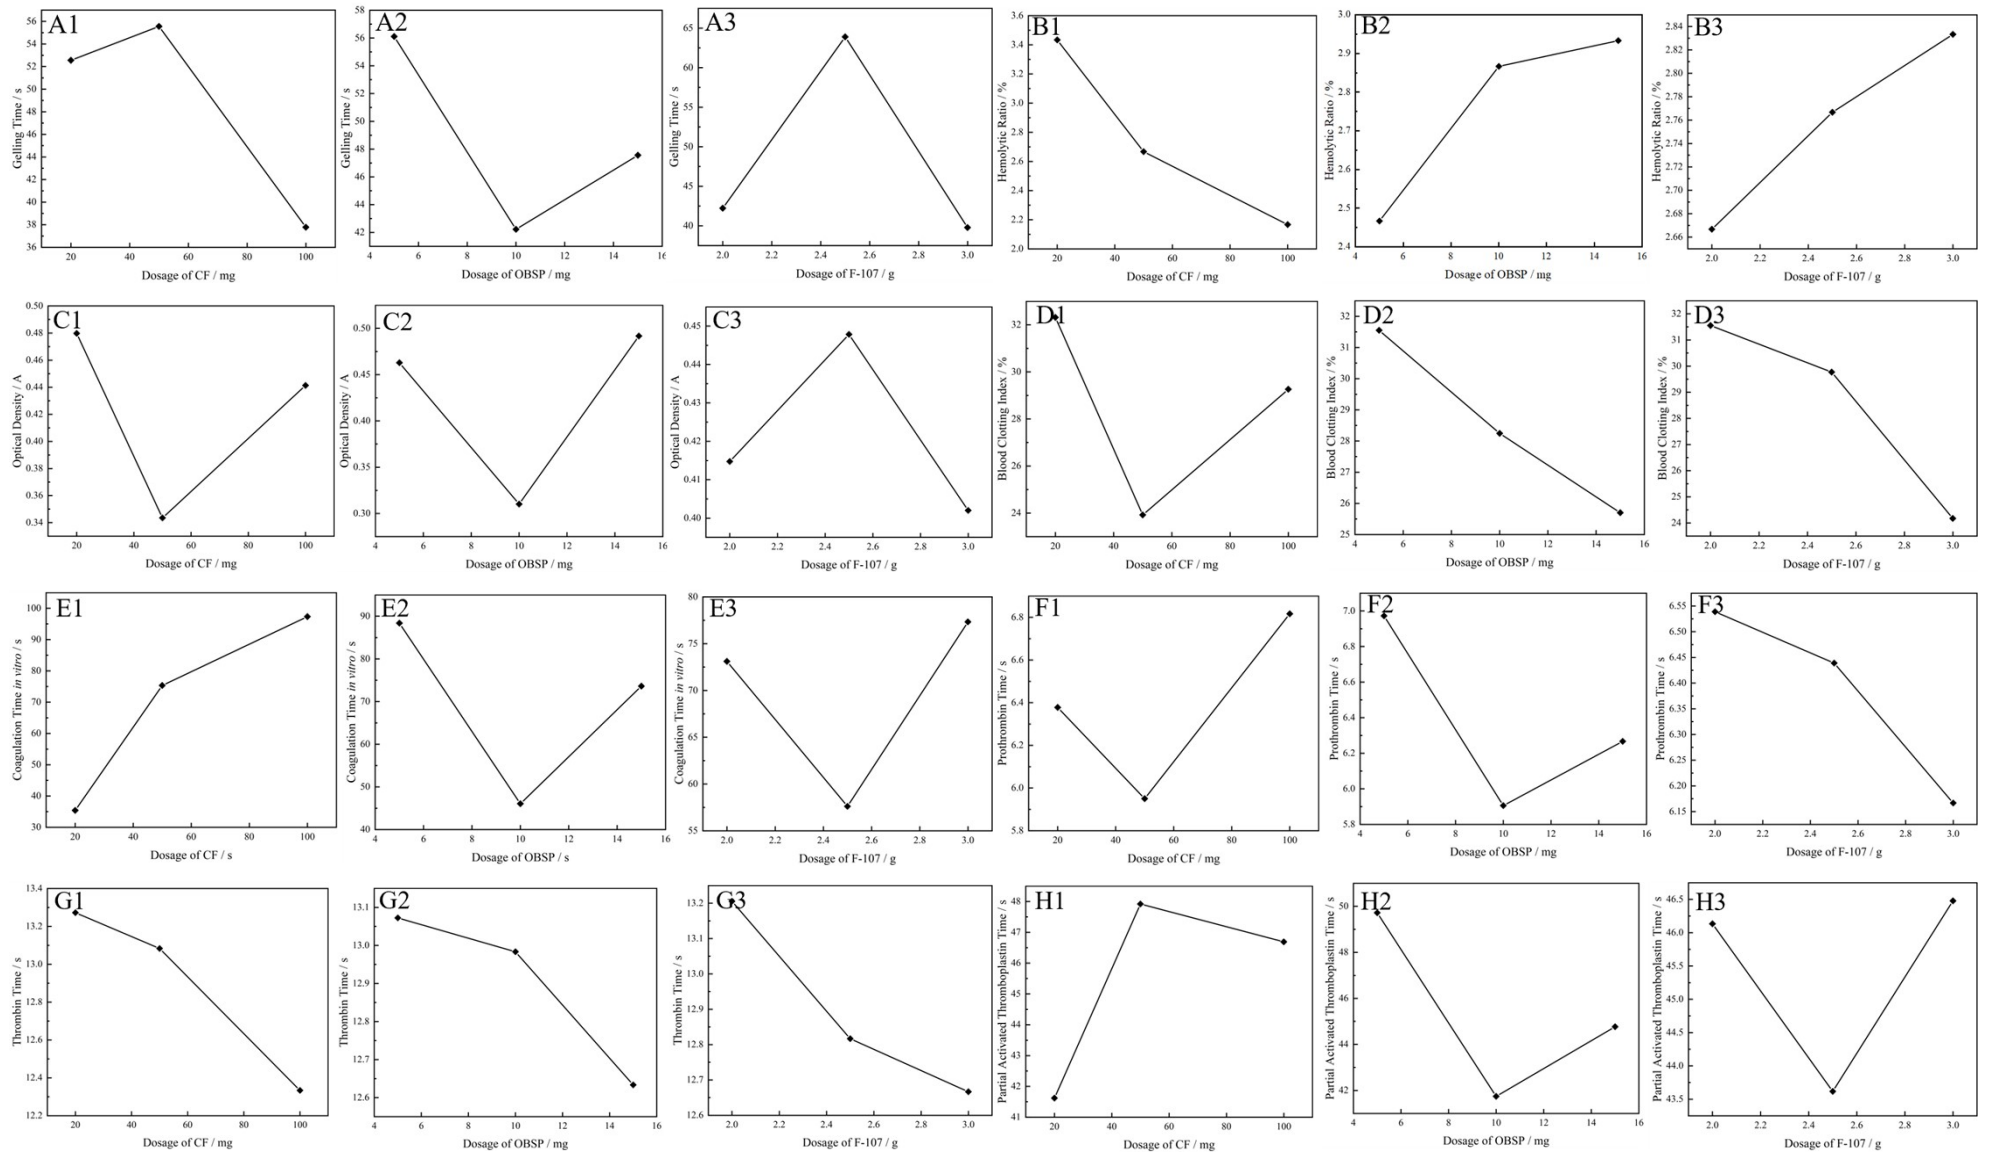 A1
Gelling Time / s
56
54
52
50
48
46
44
42
40
38
36
20 40 60 80 100
Dosage of CF / mg
A2
Gelling Time / s
58
56
54
52
50
48
46
44
42
4 6 8 10 12 14 16
Dosage of OBSP / mg
A3
Gelling Time / s
65
60
55
50
45
40
2.0 2.2 2.4 2.6 2.8 3.0
Dosage of F-107 / g
B1
Hemolytic Ratio / %
3.6
3.4
3.2
3.0
2.8
2.6
2.4
2.2
2.0
20 40 60 80 100
Dosage of CF / mg
B2
Hemolytic Ratio / %
3.0
2.9
2.8
2.7
2.6
2.5
2.4
4 6 8 10 12 14 16
Dosage of OBSP / mg
B3
Hemolytic Ratio / %
2.84
2.82
2.80
2.78
2.76
2.74
2.72
2.70
2.68
2.66
2.0 2.2 2.4 2.6 2.8 3.0
Dosage of F-107 / g
C1
Optical Density / A
0.50
0.48
0.46
0.44
0.42
0.40
0.38
0.36
0.34
20 40 60 80 100
Dosage of CF / mg
C2
Optical Density / A
0.50
0.45
0.40
0.35
0.30
4 6 8 10 12 14 16
Dosage of OBSP / mg
C3
Optical Density / A
0.45
0.44
0.43
0.42
0.41
0.40
2.0 2.2 2.4 2.6 2.8 3.0
Dosage of F-107 / g
D1
Blood Clotting Index / %
32
30
28
26
24
20 40 60 80 100
Dosage of CF / mg
D2
Blood Clotting Index / %
32
31
30
29
28
27
26
25
4 6 8 10 12 14 16
Dosage of OBSP / mg
D3
Blood Clotting Index / %
32
31
30
29
28
27
26
25
24
2.0 2.2 2.4 2.6 2.8 3.0
Dosage of F-107 / g
E1
Coagulation Time in vitro / s
100
90
80
70
60
50
40
30
20 40 60 80 100
Dosage of CF / s
E2
Coagulation Time in vitro / s
90
80
70
60
50
40
4 6 8 10 12 14 16
Dosage of OBSP / s
E3
Coagulation Time in vitro / s
80
75
70
65
60
55
2.0 2.2 2.4 2.6 2.8 3.0
Dosage of F-107 / g
F1
Prothrombin Time / s
6.8
6.6
6.4
6.2
6.0
5.8
20 40 60 80 100
Dosage of CF / mg
F2
Prothrombin Time / s
7.0
6.8
6.6
6.4
6.2
6.0
5.8
4 6 8 10 12 14 16
Dosage of OBSP / mg
F3
Prothrombin Time / s
6.55
6.50
6.45
6.40
6.35
6.30
6.25
6.20
6.15
2.0 2.2 2.4 2.6 2.8 3.0
Dosage of F-107 / g
G1
Thrombin Time / s
13.4
13.2
13.0
12.8
12.6
12.4
12.2
20 40 60 80 100
Dosage of CF / mg
G2
Thrombin Time / s
13.1
13.0
12.9
12.8
12.7
12.6
4 6 8 10 12 14 16
Dosage of OBSP / mg
G3
Thrombin Time / s
13.2
13.1
13.0
12.9
12.8
12.7
12.6
2.0 2.2 2.4 2.6 2.8 3.0
Dosage of F-107 / g
H1
Partial Activated Thromboplastin Time / s
48
47
46
45
44
43
42
41
20 40 60 80 100
Dosage of CF / mg
H2
Partial Activated Thromboplastin Time / s
50
48
46
44
42
4 6 8 10 12 14 16
Dosage of OBSP / mg
H3
Partial Activated Thromboplastin Time / s
46.5
46.0
45.5
45.0
44.5
44.0
43.5
2.0 2.2 2.4 2.6 2.8 3.0
Dosage of F-107 / g